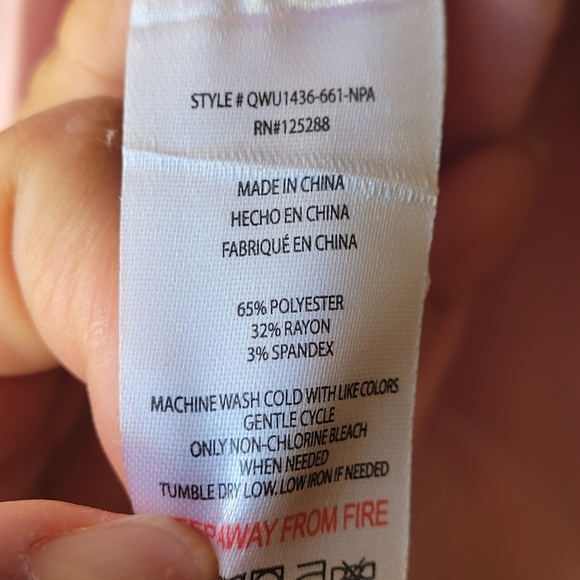 STYLE # QWU1436-661-NPA
RN#125288
MADE IN CHINA
HECHO EN CHINA
FABRIQUÉ EN CHINA
65% POLYESTER
32% RAYON
3% SPANDEX
MACHINE WASH COLD WITH LIKE COLORS
GENTLE CYCLE
ONLY NON-CHLORINE BLEACH
WHEN NEEDED
TUMBLE DRY LOW. LOW IRON IF NEEDED
AWAY FROM FIRE